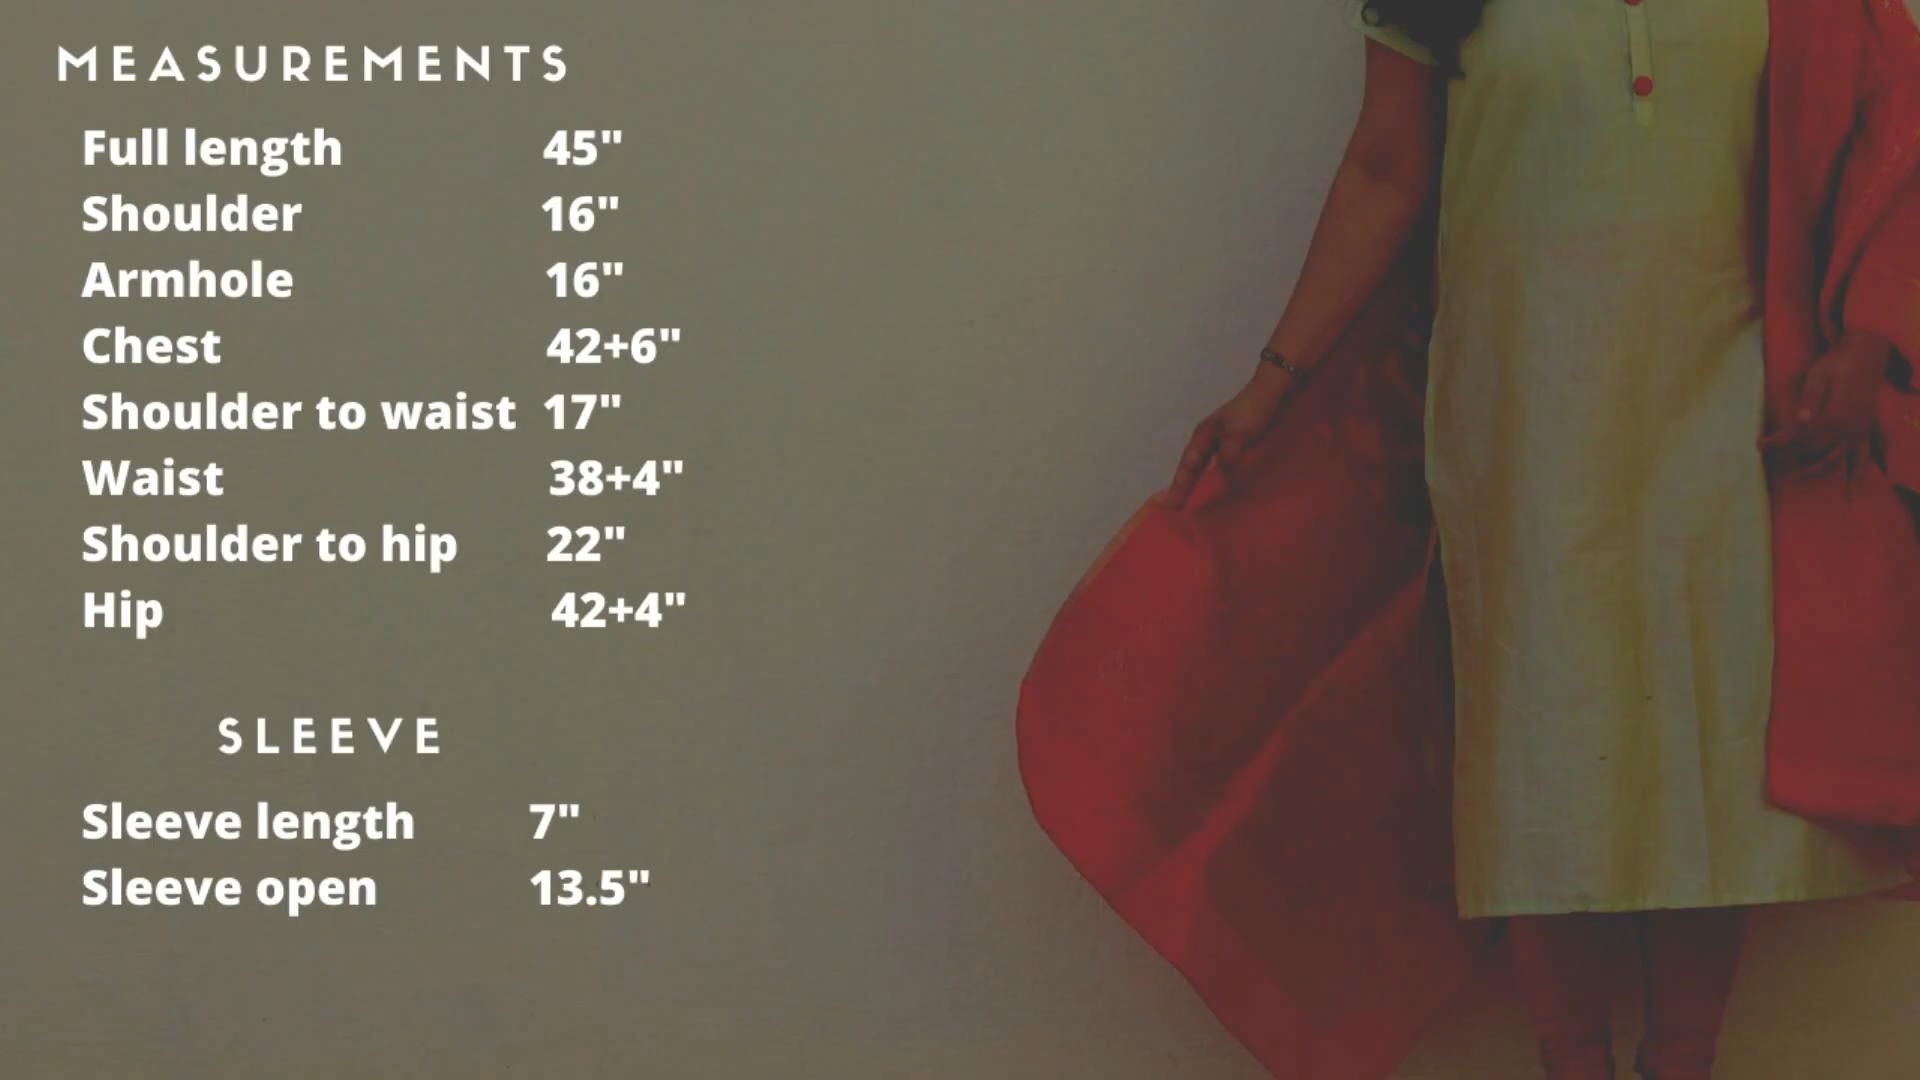 MEASUREMENTS
Full length 45"
Shoulder 16"
Armhole 16"
Chest 42+6"
Shoulder to waist 17"
Waist 38+4"
Shoulder to hip 22"
Hip 42+4"
SLEEVE
Sleeve length 7"
Sleeve open 13.5"